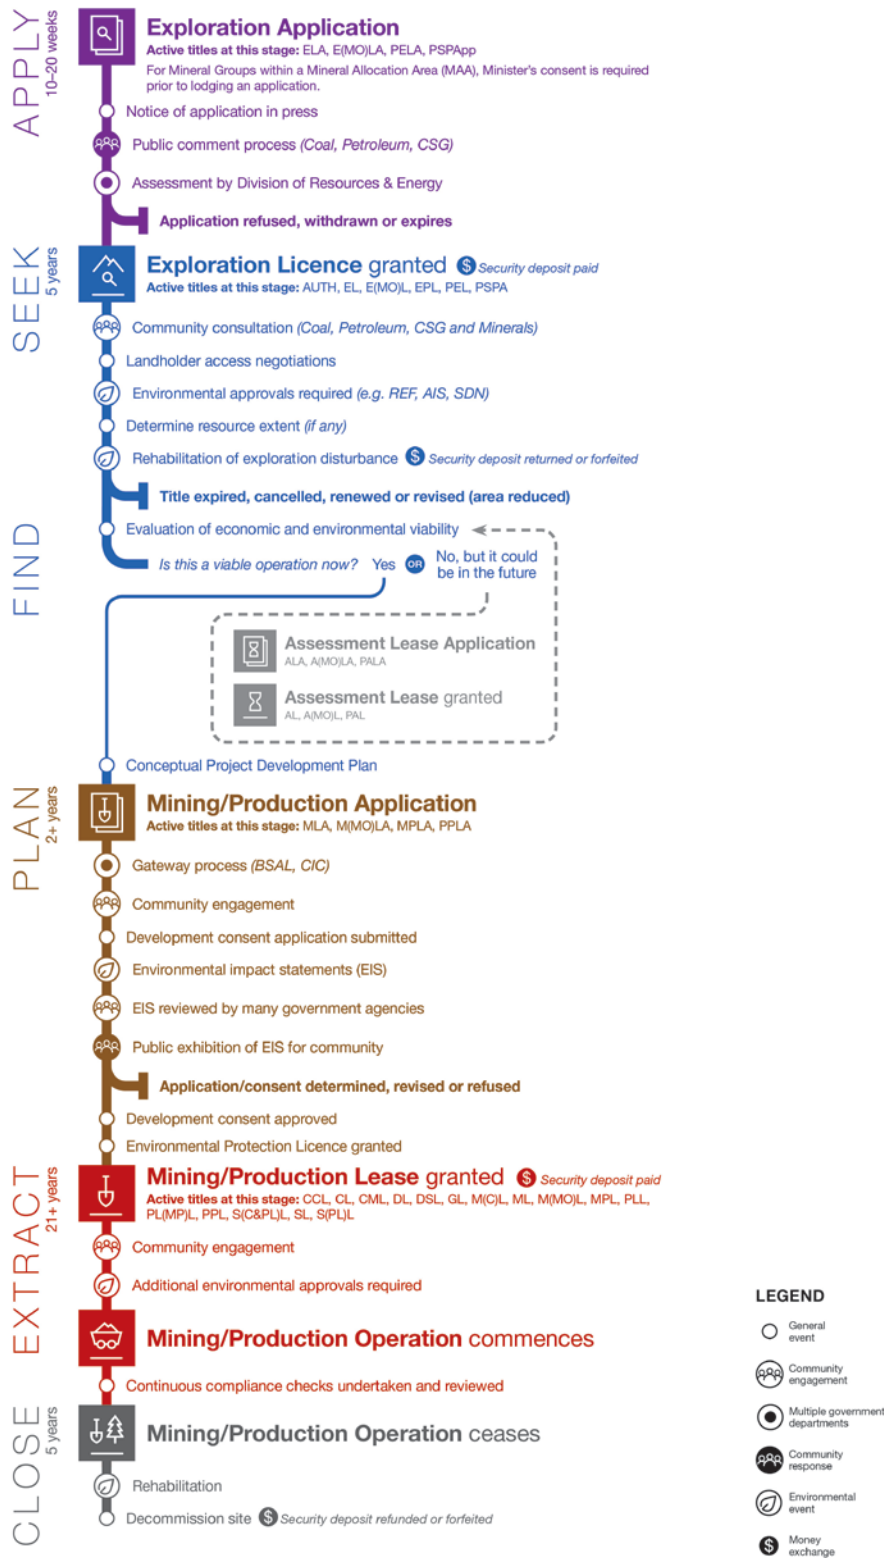 APPLY
10–20 weeks
Exploration Application
Active titles at this stage: ELA, E(MO)LA, PELA, PSPApp
For Mineral Groups within a Mineral Allocation Area (MAA), Minister's consent is required
prior to lodging an application.
Notice of application in press
Public comment process (Coal, Petroleum, CSG)
Assessment by Division of Resources & Energy
Application refused, withdrawn or expires
SEEK
5 years
Exploration Licence granted $ Security deposit paid
Active titles at this stage: AUTH, EL, E(MO)L, EPL, PEL, PSPA
Community consultation (Coal, Petroleum, CSG and Minerals)
Landholder access negotiations
Environmental approvals required (e.g. REF, AIS, SDN)
Determine resource extent (if any)
Rehabilitation of exploration disturbance $ Security deposit returned or forfeited
Title expired, cancelled, renewed or revised (area reduced)
FIND
Evaluation of economic and environmental viability
Is this a viable operation now? Yes OR No, but it could
be in the future
Assessment Lease Application
ALA, A(MO)LA, PALA
Assessment Lease granted
AL, A(MO)L, PAL
Conceptual Project Development Plan
PLAN
2+ years
Mining/Production Application
Active titles at this stage: MLA, M(MO)LA, MPLA, PPLA
Gateway process (BSAL, CIC)
Community engagement
Development consent application submitted
Environmental impact statements (EIS)
EIS reviewed by many government agencies
Public exhibition of EIS for community
Application/consent determined, revised or refused
Development consent approved
Environmental Protection Licence granted
EXTRACT
21+ years
Mining/Production Lease granted $ Security deposit paid
Active titles at this stage: CCL, CL, CML, DL, DSL, GL, M(C)L, ML, M(MO)L, MPL, PLL,
PL(MP)L, PPL, S(C&PL)L, SL, S(PL)L
Community engagement
Additional environmental approvals required
Mining/Production Operation commences
Continuous compliance checks undertaken and reviewed
CLOSE
5 years
Mining/Production Operation ceases
Rehabilitation
Decommission site $ Security deposit refunded or forfeited
LEGEND
General
event
Community
engagement
Multiple government
departments
Community
response
Environmental
event
$ Money
exchange